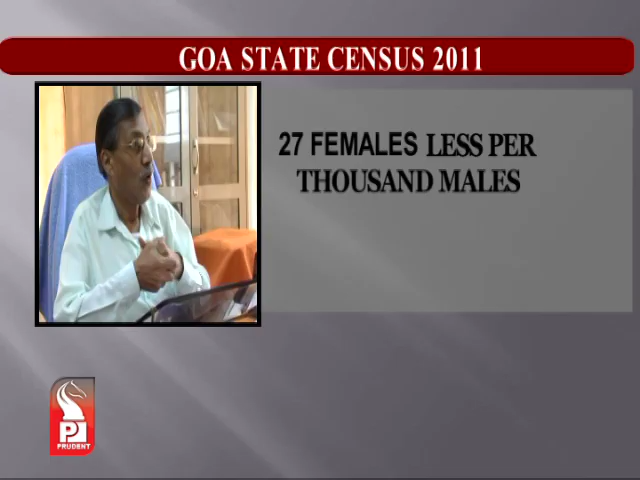 GOA STATE CENSUS 2011
27 FEMALES LESS PER
THOUSAND MALES
P
PRUDENT